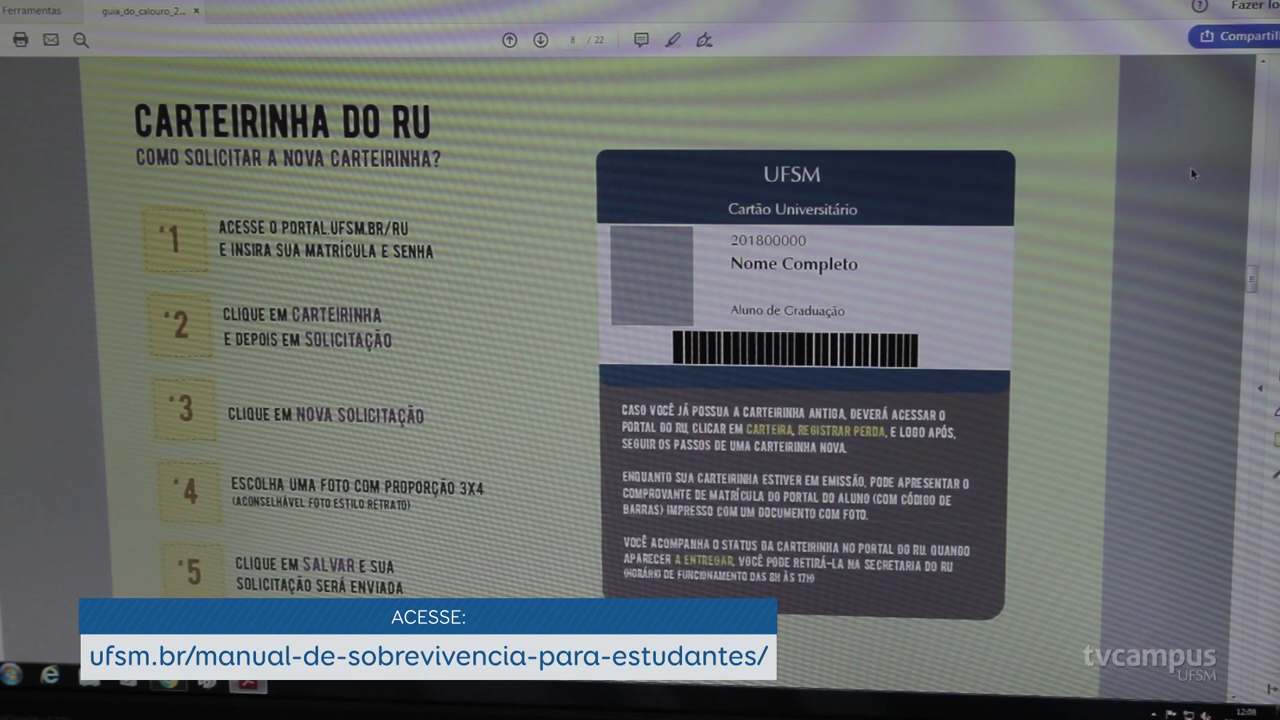 Ferramentas
guia_do_calouro_2... ×
Fazer lo
8 / 22
Compartil
CARTEIRINHA DO RU
COMO SOLICITAR A NOVA CARTEIRINHA?
1
ACESSE O PORTAL.UFSM.BR/RU
E INSIRA SUA MATRÍCULA E SENHA
2
CLIQUE EM CARTEIRINHA
E DEPOIS EM SOLICITAÇÃO
3
CLIQUE EM NOVA SOLICITAÇÃO
4
ESCOLHA UMA FOTO COM PROPORÇÃO 3X4
(ACONSELHÁVEL FOTO ESTILO RETRATO)
5
CLIQUE EM SALVAR E SUA
SOLICITAÇÃO SERÁ ENVIADA
UFSM
Cartão Universitário
201800000
Nome Completo
Aluno de Graduação
CASO VOCÊ JÁ POSSUA A CARTEIRINHA ANTIGA, DEVERÁ ACESSAR O
PORTAL DO RU, CLICAR EM CARTEIRA, REGISTRAR PERDA, E LOGO APÓS,
SEGUIR OS PASSOS DE UMA CARTEIRINHA NOVA.
ENQUANTO SUA CARTEIRINHA ESTIVER EM EMISSÃO, PODE APRESENTAR O
COMPROVANTE DE MATRÍCULA DO PORTAL DO ALUNO (COM CÓDIGO DE
BARRAS) IMPRESSO COM UM DOCUMENTO COM FOTO.
VOCÊ ACOMPANHA O STATUS DA CARTEIRINHA NO PORTAL DO RU. QUANDO
APARECER A ENTREGAR, VOCÊ PODE RETIRÁ-LA NA SECRETARIA DO RU
(HORÁRIO DE FUNCIONAMENTO DAS 8H ÀS 17H)
ACESSE:
ufsm.br/manual-de-sobrevivencia-para-estudantes/
tvcampus
UFSM
12:08